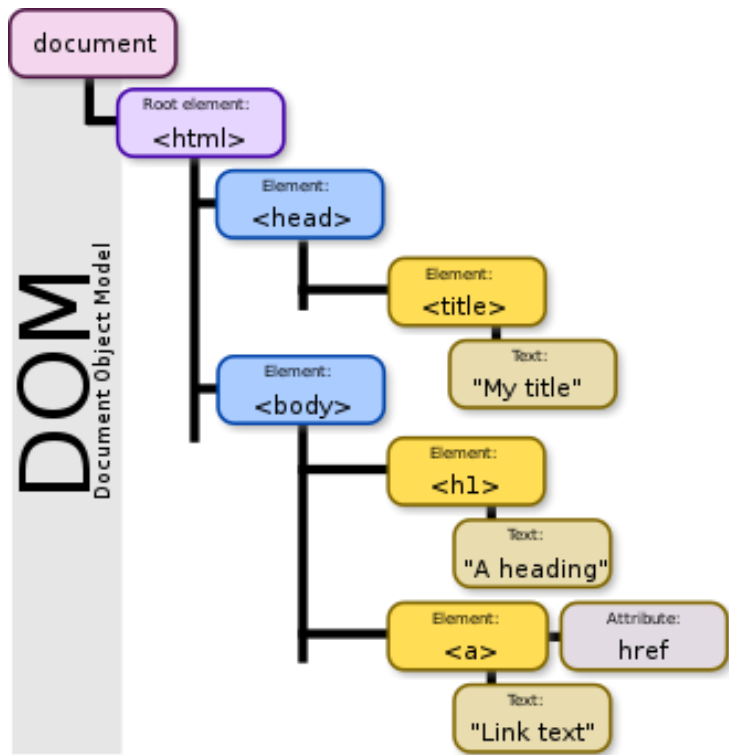 document
Root element:
<html>
Element:
<head>
Element:
<title>
Text:
"My title"
Element:
<body>
Element:
<h1>
Text:
"A heading"
Element:
<a>
Attribute:
href
Text:
"Link text"
DOM
Document Object Model